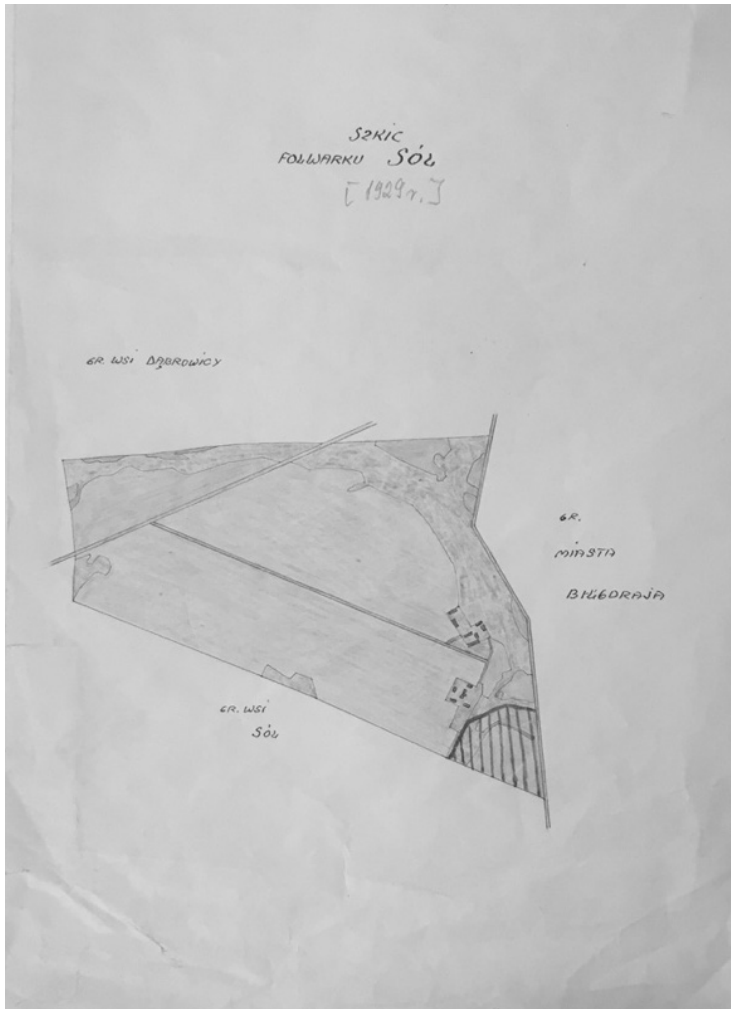 SZKIC
FOLWARKU SÓL
[1929 r.]
GR. WSI DĄBROWICY
GR.
MIASTA
BIŁGORAJA
GR. WSI
SÓL